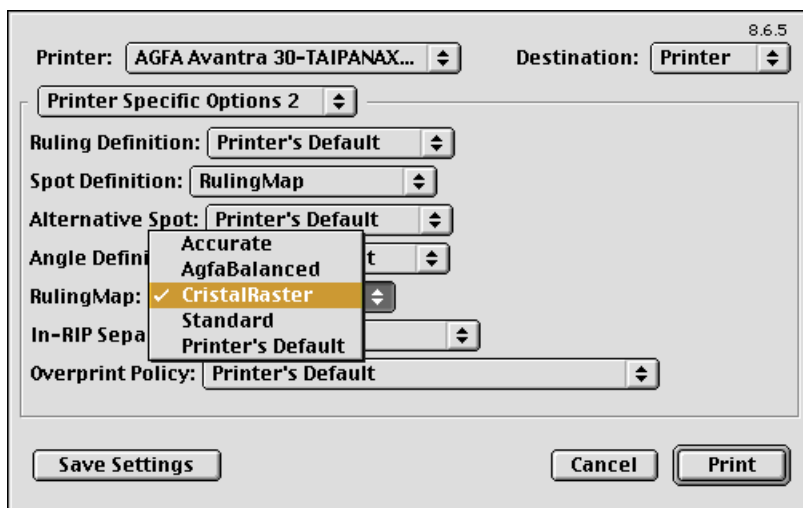 8.6.5
Printer: AGFA Avantra 30-TAIPANAX... Destination: Printer
Printer Specific Options 2
Ruling Definition: Printer's Default
Spot Definition: RulingMap
Alternative Spot: Printer's Default
Accurate
Angle Defini t
AgfaBalanced
RulingMap: ✓ CristalRaster
Standard
In-RIP Sepa
Printer's Default
Overprint Policy: Printer's Default
Save Settings Cancel Print